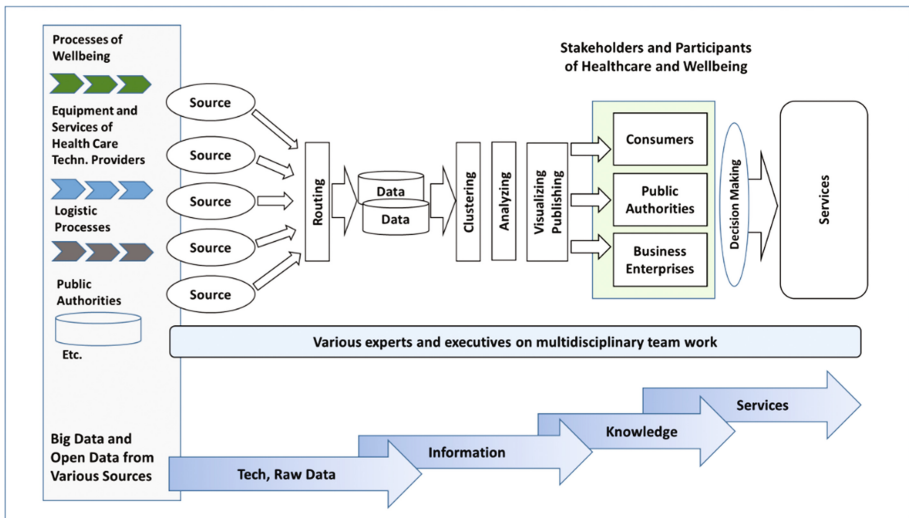 Processes of
Wellbeing
Equipment and
Services of
Health Care
Techn. Providers
Logistic
Processes
Public
Authorities
Etc.
Big Data and
Open Data from
Various Sources
Source
Source
Source
Source
Source
Routing
Data
Data
Clustering
Analyzing
Visualizing
Publishing
Stakeholders and Participants
of Healthcare and Wellbeing
Consumers
Public
Authorities
Business
Enterprises
Decision Making
Services
Various experts and executives on multidisciplinary team work
Tech, Raw Data
Information
Knowledge
Services